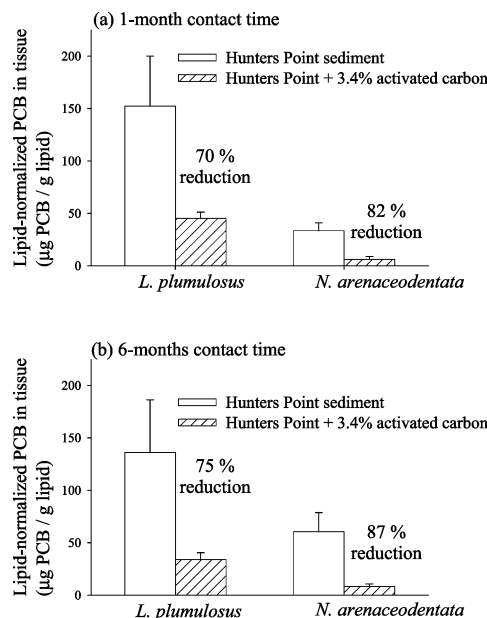 (a) 1-month contact time
Lipid-normalized PCB in tissue
(µg PCB / g lipid)
200
150
100
50
0
Hunters Point sediment
Hunters Point + 3.4% activated carbon
70 %
reduction
82 %
reduction
L. plumulosus
N. arenaceodentata
(b) 6-months contact time
Lipid-normalized PCB in tissue
(µg PCB / g lipid)
200
150
100
50
0
Hunters Point sediment
Hunters Point + 3.4% activated carbon
75 %
reduction
87 %
reduction
L. plumulosus
N. arenaceodentata